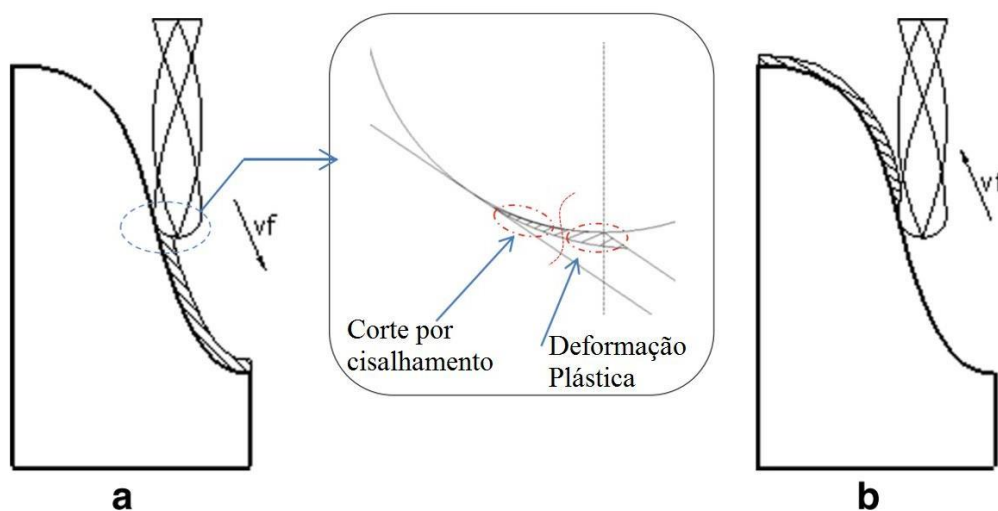 vf
Corte por
cisalhamento
Deformação
Plástica
vf
a
b